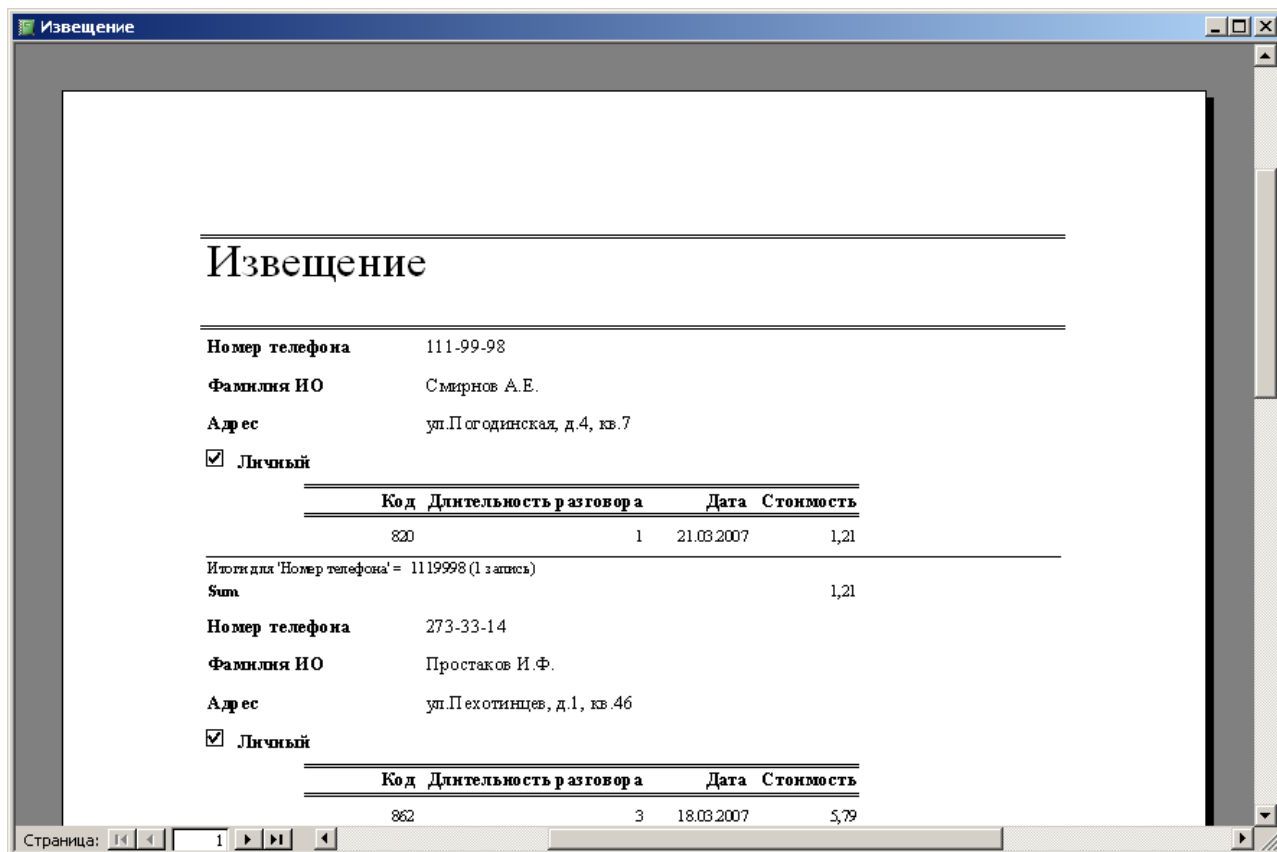 Извещение
Извещение
Номер телефона 111-99-98
Фамилия ИО Смирнов А.Е.
Адрес ул.Погодинская, д.4, кв.7
Личный
Код Длительность разговора Дата Стоимость
820 1 21.03.2007 1,21
Итоги для 'Номер телефона' = 1119998 (1 запись)
Sum 1,21
Номер телефона 273-33-14
Фамилия ИО Простаков И.Ф.
Адрес ул.Пехотинцев, д.1, кв.46
Личный
Код Длительность разговора Дата Стоимость
862 3 18.03.2007 5,79
Страница: 1